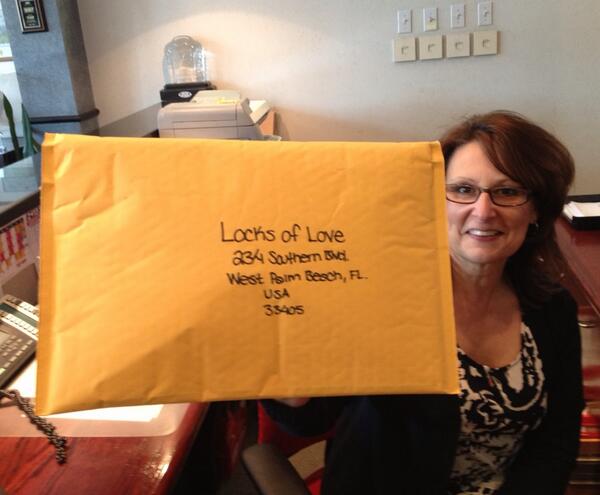 Locks of Love
234 Southern Blvd.
West Palm Beach, FL.
USA
33405